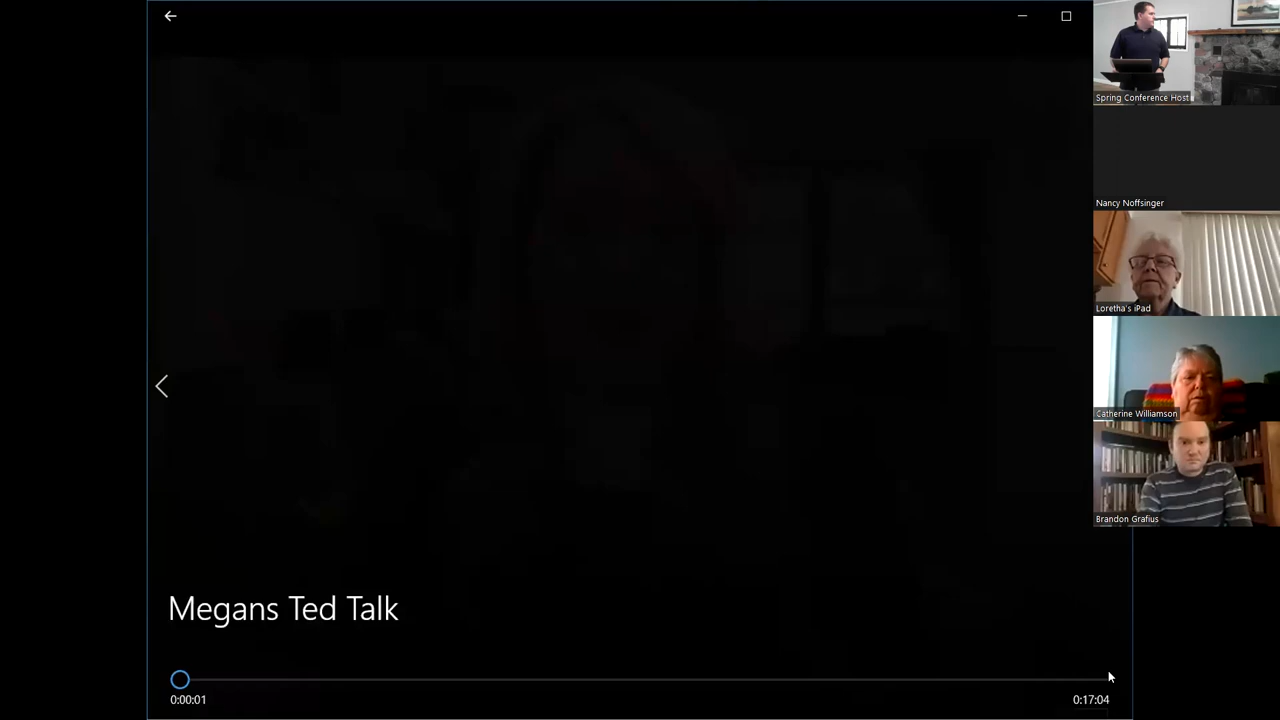 Spring Conference Host
Nancy Noffsinger
Loretha's iPad
Catherine Williamson
Brandon Grafius
Megans Ted Talk
0:00:01
0:17:04